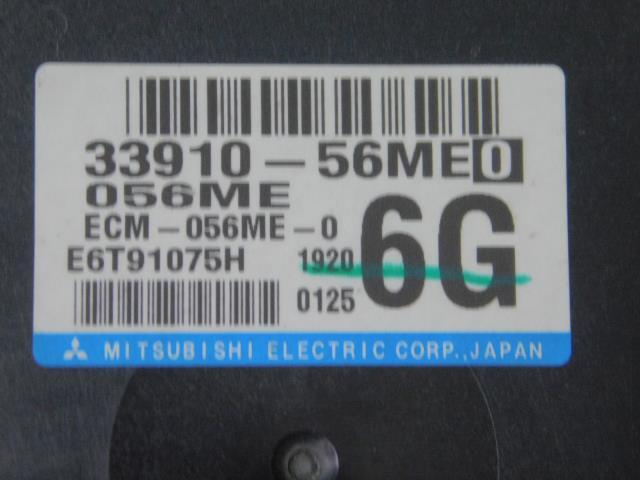 33910-56ME0
056ME
ECM-056ME-0
6G
E6T91075H 1920
0125
MITSUBISHI ELECTRIC CORP., JAPAN